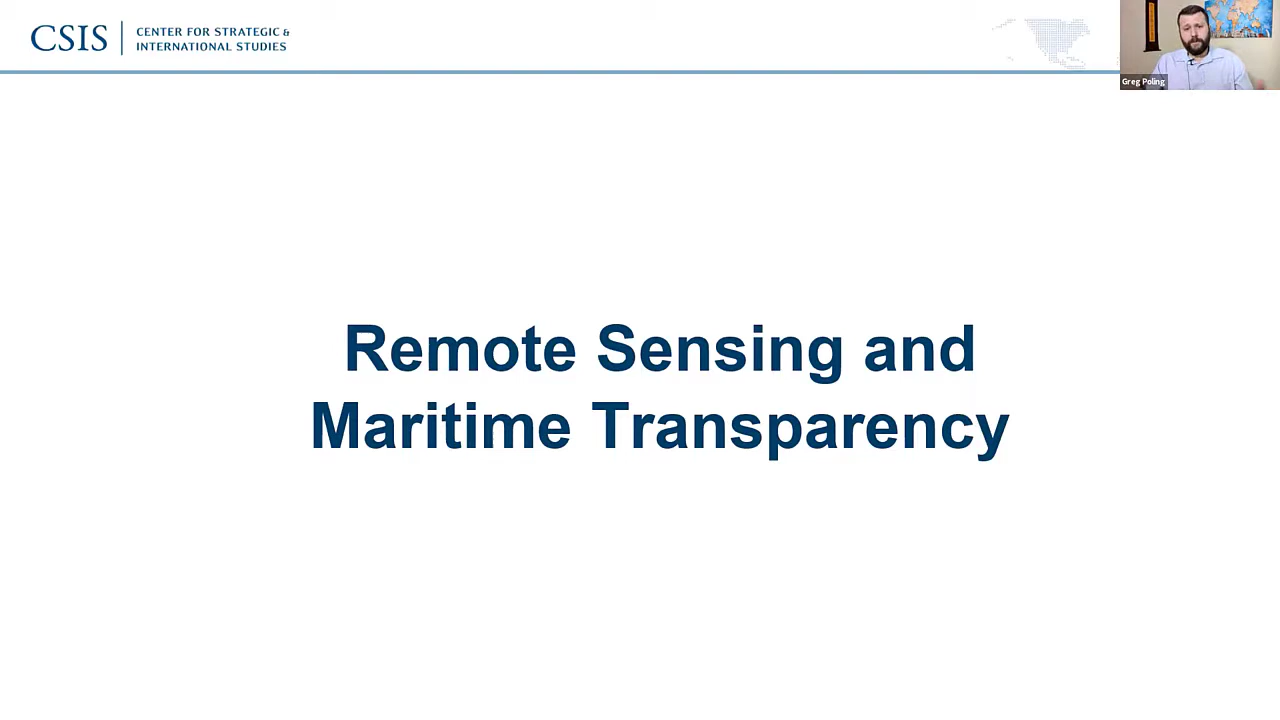 CSIS
CENTER FOR STRATEGIC &
INTERNATIONAL STUDIES
Greg Poling
Remote Sensing and
Maritime Transparency